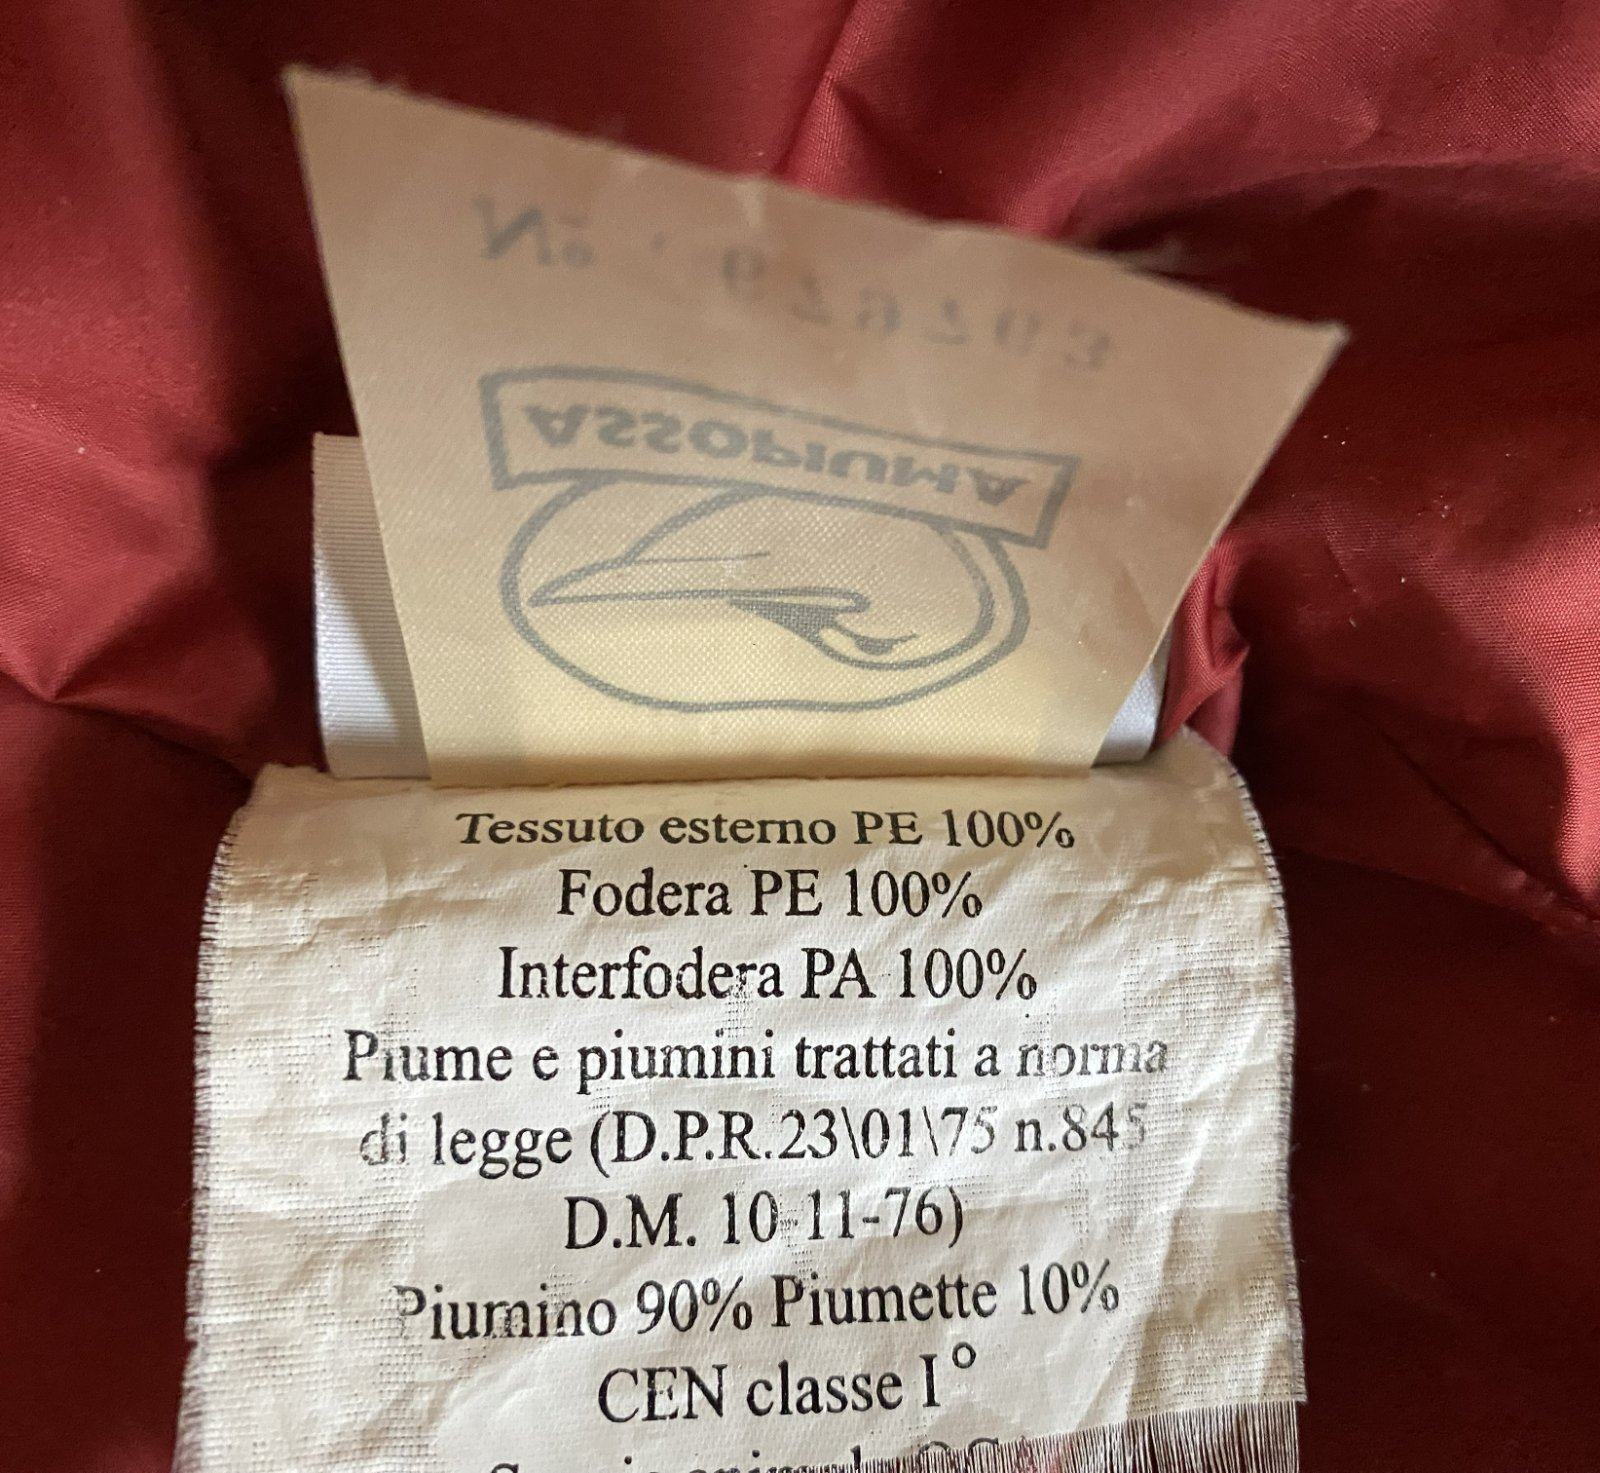 ASSOPIUMA
Tessuto esterno PE 100%
Fodera PE 100%
Interfodera PA 100%
Piume e piumini trattati a norma
di legge (D.P.R.23\01\75 n.845
D.M. 10-11-76)
Piumino 90% Piumette 10%
CEN classe I°